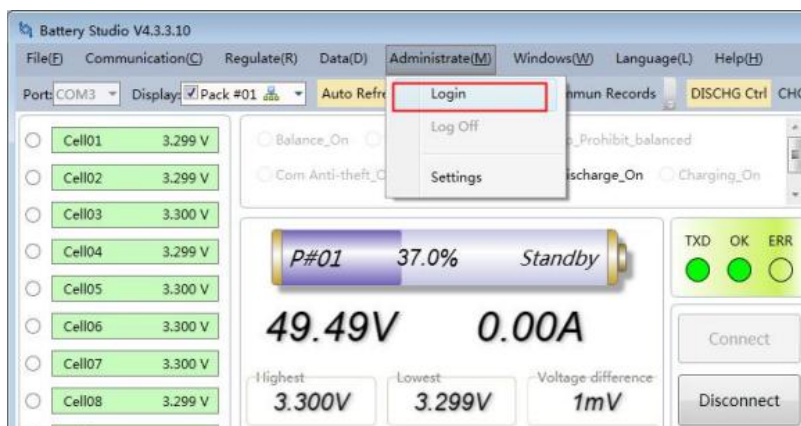 Battery Studio V4.3.3.10
File(F) Communication(C) Regulate(R) Data(D) Administrate(M) Windows(W) Language(L) Help(H)
Port: COM3 Display: Pack #01 Auto Refre Login mmun Records DISCHG Ctrl CHG
Log Off
Settings
Cell01 3.299 V
Cell02 3.299 V
Cell03 3.300 V
Cell04 3.299 V
Cell05 3.300 V
Cell06 3.300 V
Cell07 3.300 V
Cell08 3.299 V
Balance_On p_Prohibit_balanced
Com Anti-theft_O ischarge_On Charging_On
P#01 37.0% Standby
49.49V 0.00A
Highest Lowest Voltage difference
3.300V 3.299V 1mV
TXD OK ERR
Connect
Disconnect